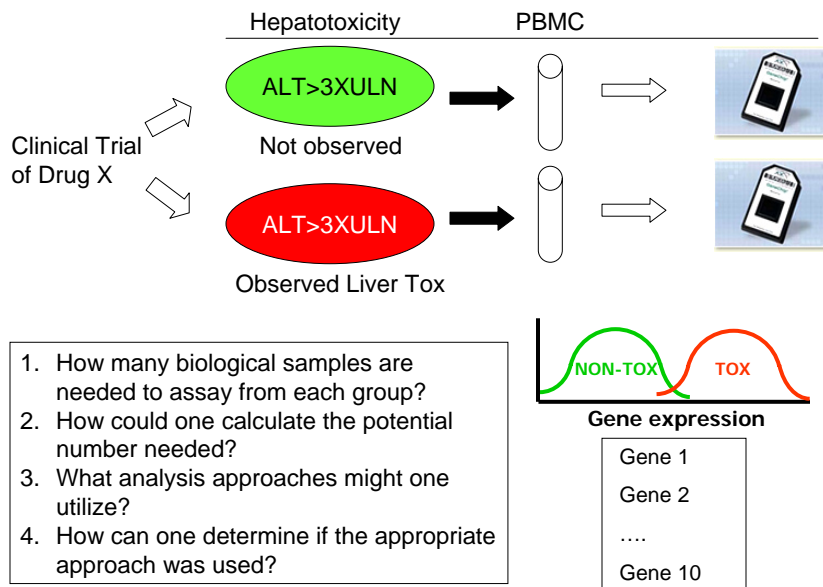 Hepatotoxicity
PBMC
ALT>3XULN
Not observed
Clinical Trial
of Drug X
ALT>3XULN
Observed Liver Tox
1. How many biological samples are
needed to assay from each group?
2. How could one calculate the potential
number needed?
3. What analysis approaches might one
utilize?
4. How can one determine if the appropriate
approach was used?
NON-TOX
TOX
Gene expression
Gene 1
Gene 2
....
Gene 10